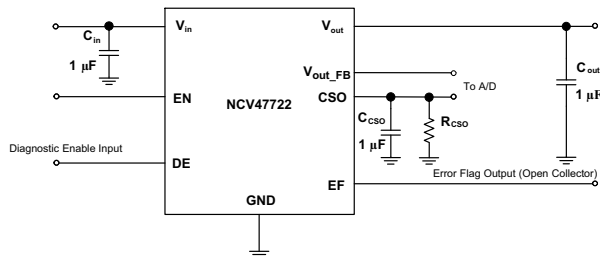 Vin
Vout
Cin
1 µF
Cout
1 µF
Vout_FB
To A/D
EN
NCV47722
CSO
CCSO
1 µF
RCSO
Diagnostic Enable Input
DE
Error Flag Output (Open Collector)
EF
GND